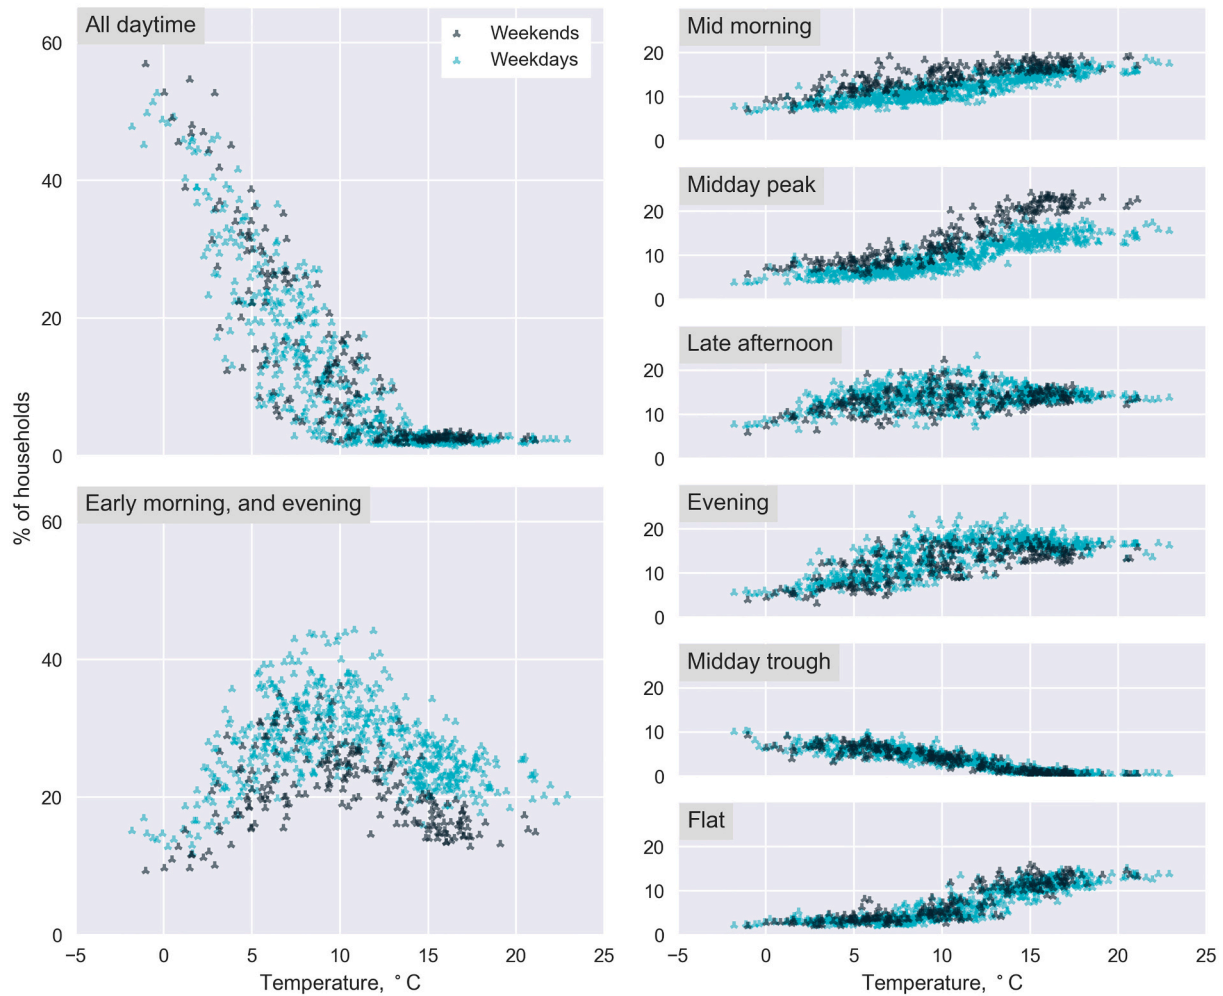 All daytime
Weekends
Weekdays
60
40
20
0
Early morning, and evening
60
40
20
0
−5 0 5 10 15 20 25
Temperature, °C
% of households
Mid morning
20
10
0
Midday peak
20
10
0
Late afternoon
20
10
0
Evening
20
10
0
Midday trough
20
10
0
Flat
20
10
0
−5 0 5 10 15 20 25
Temperature, °C